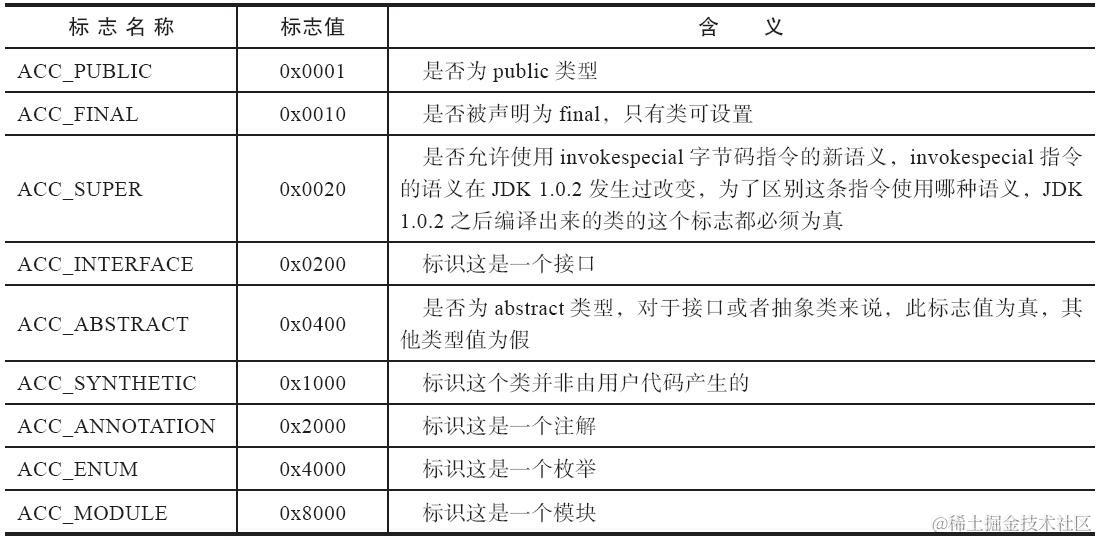 标志名称 标志值 含义
ACC_PUBLIC 0x0001 是否为 public 类型
ACC_FINAL 0x0010 是否被声明为 final，只有类可设置
ACC_SUPER 0x0020 是否允许使用 invokespecial 字节码指令的新语义，invokespecial 指令
的语义在 JDK 1.0.2 发生过改变，为了区别这条指令使用哪种语义，JDK
1.0.2 之后编译出来的类的这个标志都必须为真
ACC_INTERFACE 0x0200 标识这是一个接口
ACC_ABSTRACT 0x0400 是否为 abstract 类型，对于接口或者抽象类来说，此标志值为真，其
他类型值为假
ACC_SYNTHETIC 0x1000 标识这个类并非由用户代码产生的
ACC_ANNOTATION 0x2000 标识这是一个注解
ACC_ENUM 0x4000 标识这是一个枚举
ACC_MODULE 0x8000 标识这是一个模块
@稀土掘金技术社区